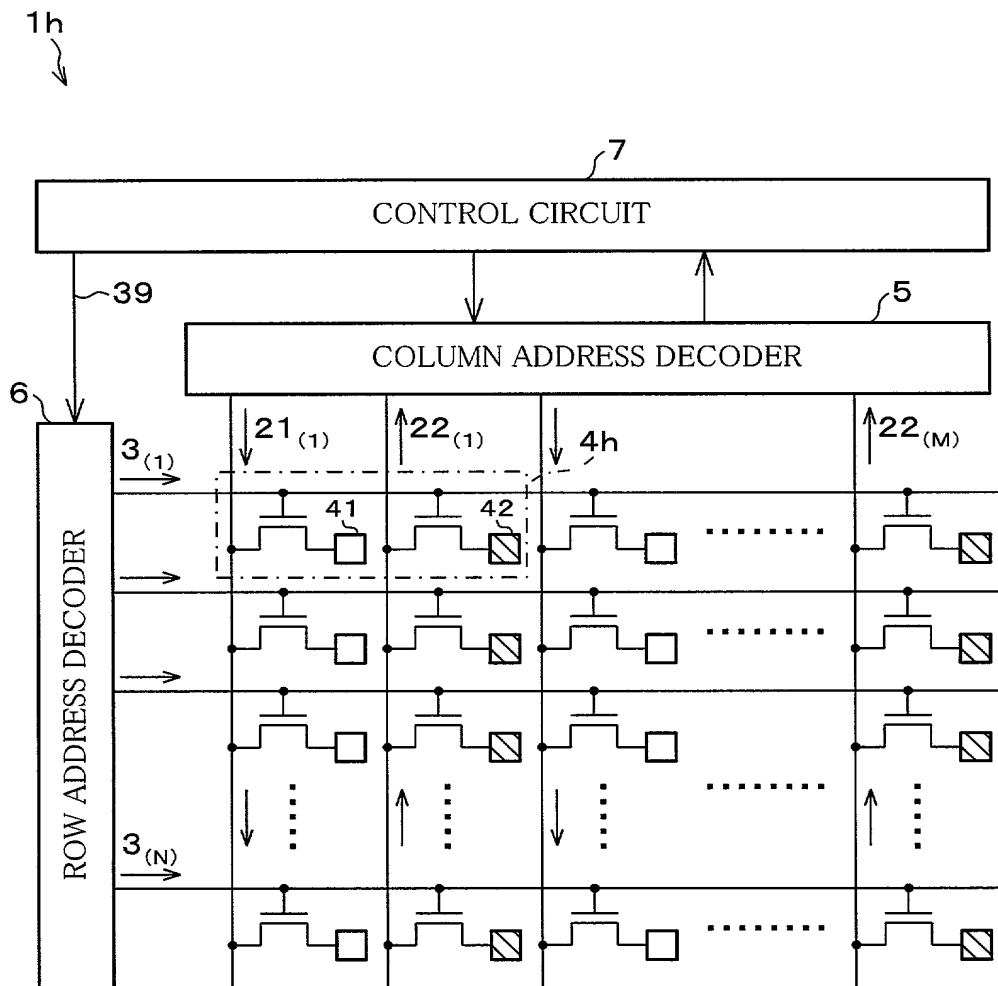 1h
7
CONTROL CIRCUIT
39
5
COLUMN ADDRESS DECODER
6
21(1)
22(1)
4h
22(M)
3(1)
41
42
ROW ADDRESS DECODER
3(N)